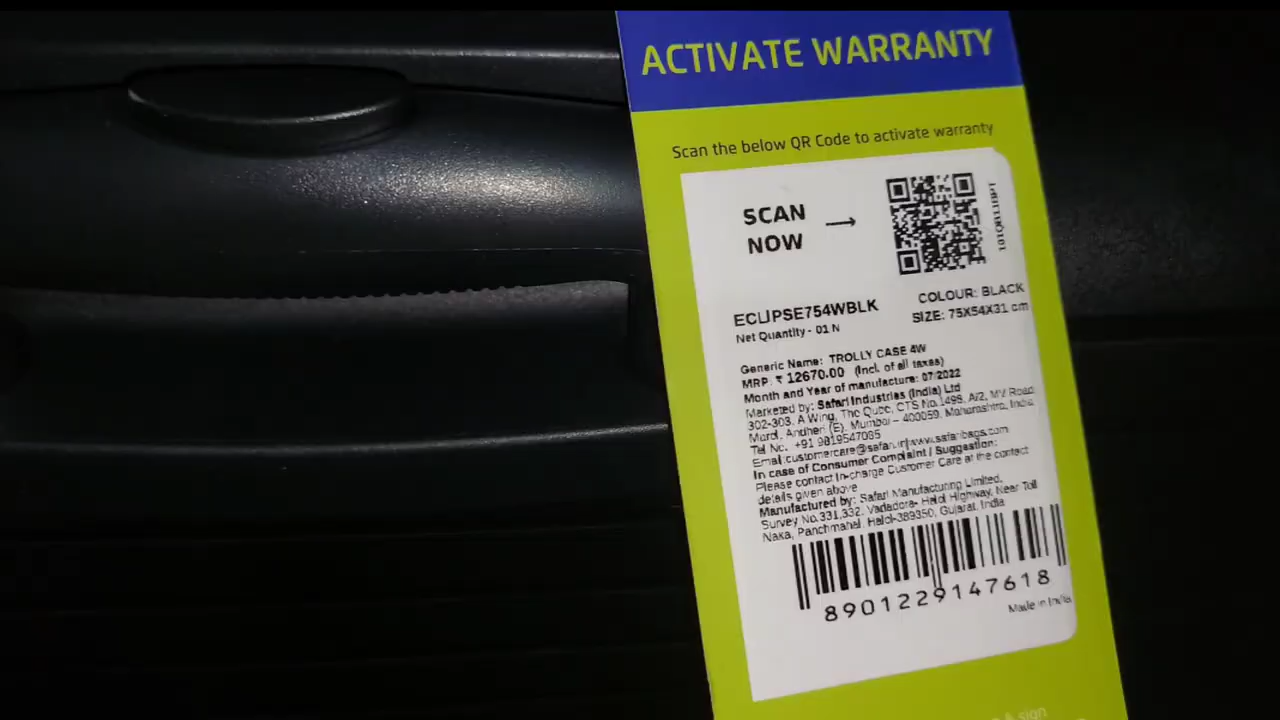 ACTIVATE WARRANTY
Scan the below QR Code to activate warranty
SCAN
NOW
ECLIPSE754WBLK
Net Quantity - 01 N
COLOUR: BLACK
SIZE: 75X54X31 cm
Generic Name: TROLLY CASE 4W
MRP: ₹ 12670.00 (Incl. of all taxes)
Month and Year of manufacture: 07/2022
Marketed by: Safari Industries (India) Ltd
302-303, A Wing, The Qube, CTS No.1498, A/2, MV Road
Marol, Andheri (E), Mumbai – 400059, Maharashtra, India
Tel No. +91 9819547085
Email:customercare@safari.in|www.safaribags.com
In case of Consumer Complaint / Suggestion:
Please contact In-charge Customer Care at the contact
details given above
Manufactured by: Safari Manufacturing Limited,
Survey No.331,332, Vadadora- Halol Highway, Near Toll
Naka, Panchmahal, Halol-389350, Gujarat, India
8901229147618
Made in India
& sign